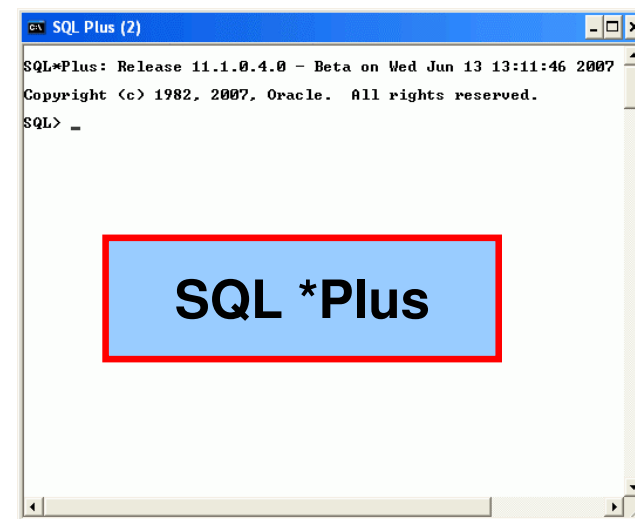 SQL Plus (2)
SQL*Plus: Release 11.1.0.4.0 - Beta on Wed Jun 13 13:11:46 2007
Copyright (c) 1982, 2007, Oracle.  All rights reserved.
SQL> _
SQL *Plus